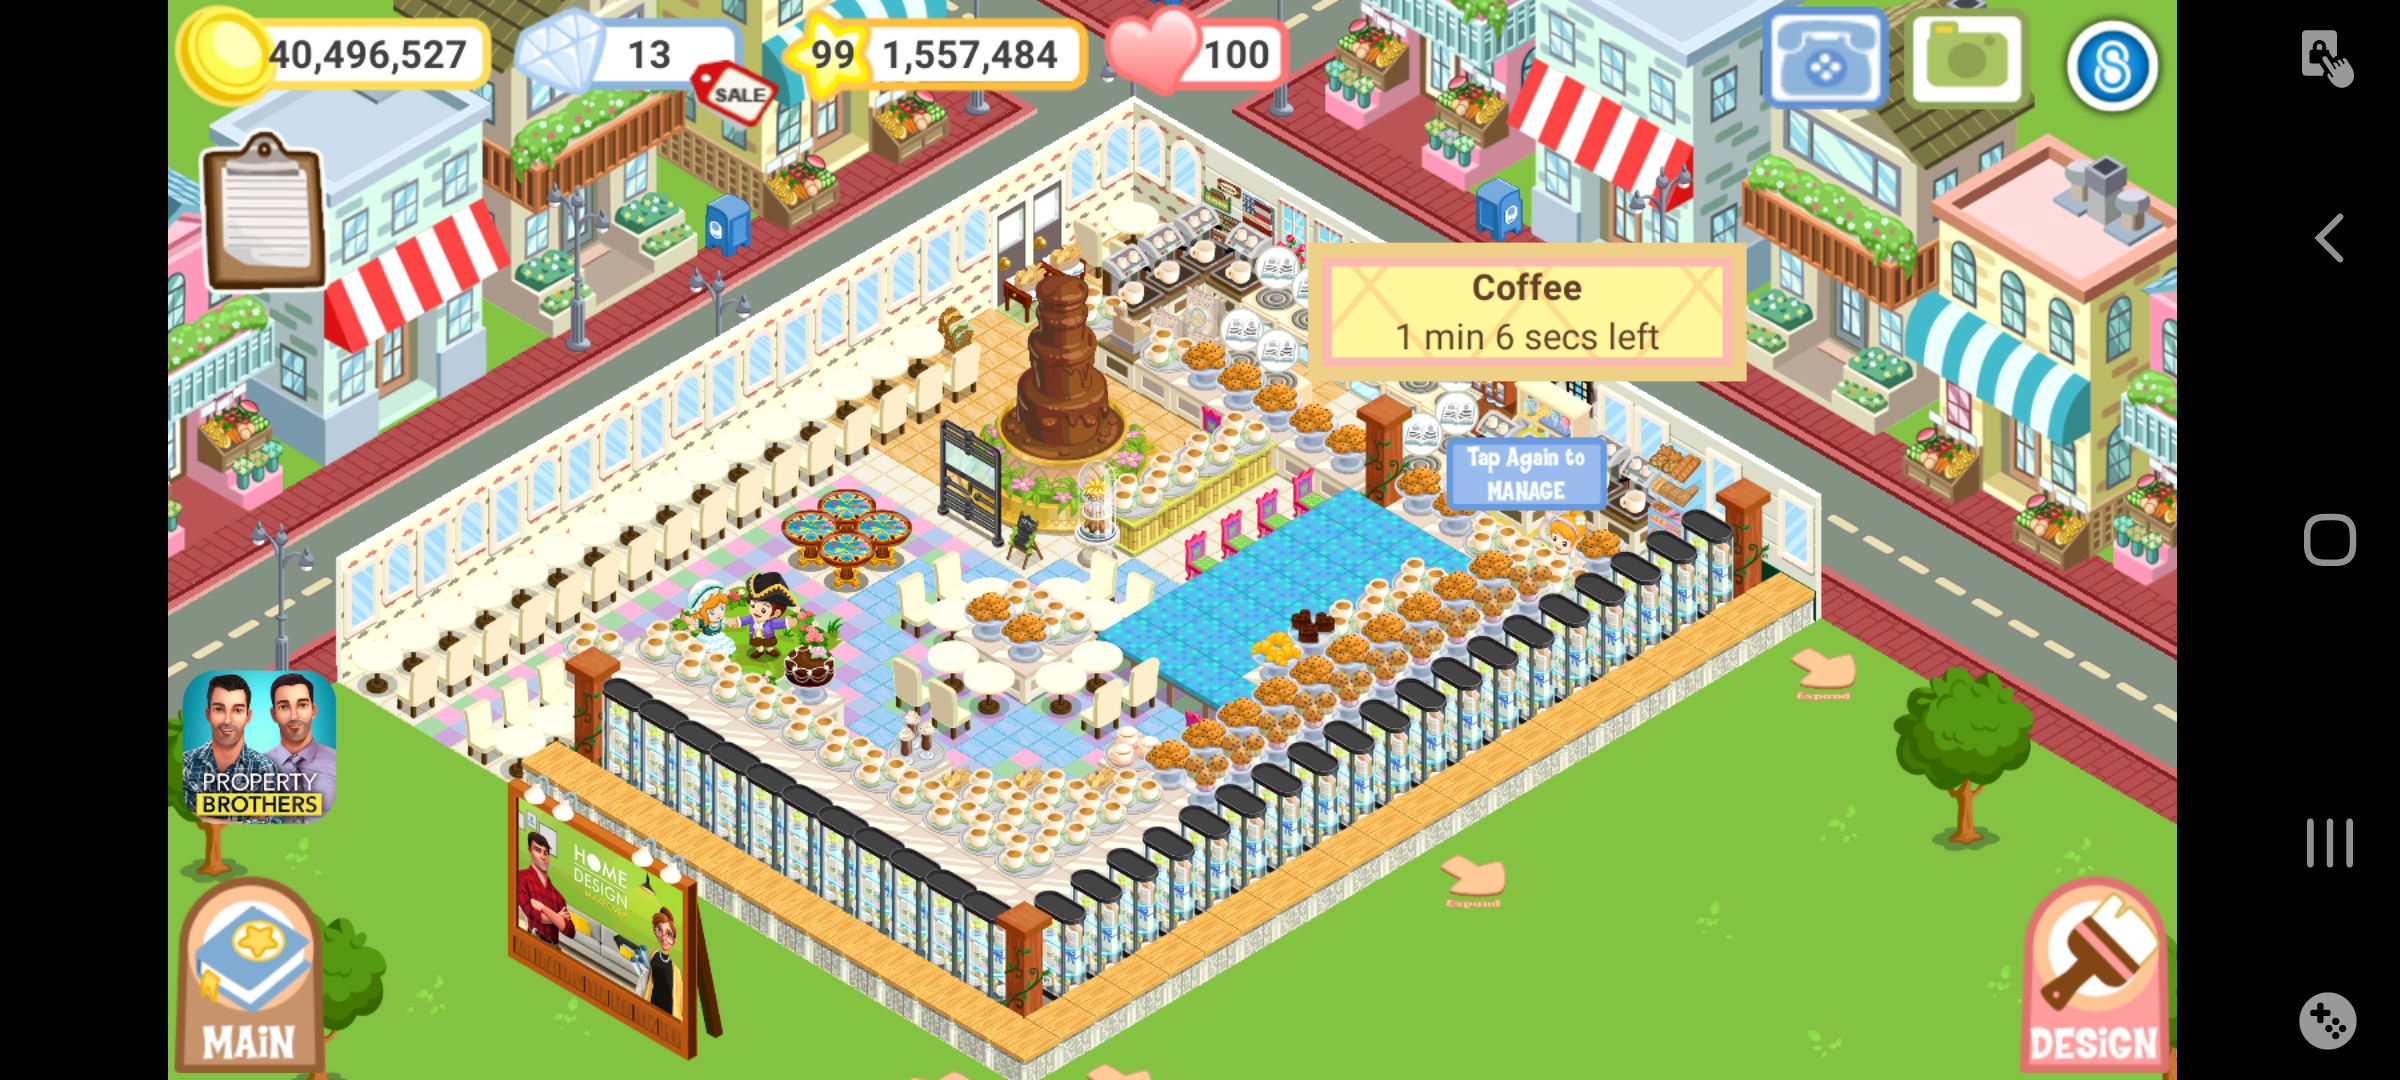 40,496,527
13
SALE
99
1,557,484
100
Coffee
1 min 6 secs left
Tap Again to
MANAGE
Expand
PROPERTY
BROTHERS
HOME
DESIGN
MAKEOVER
Expand
MAiN
DESiGN